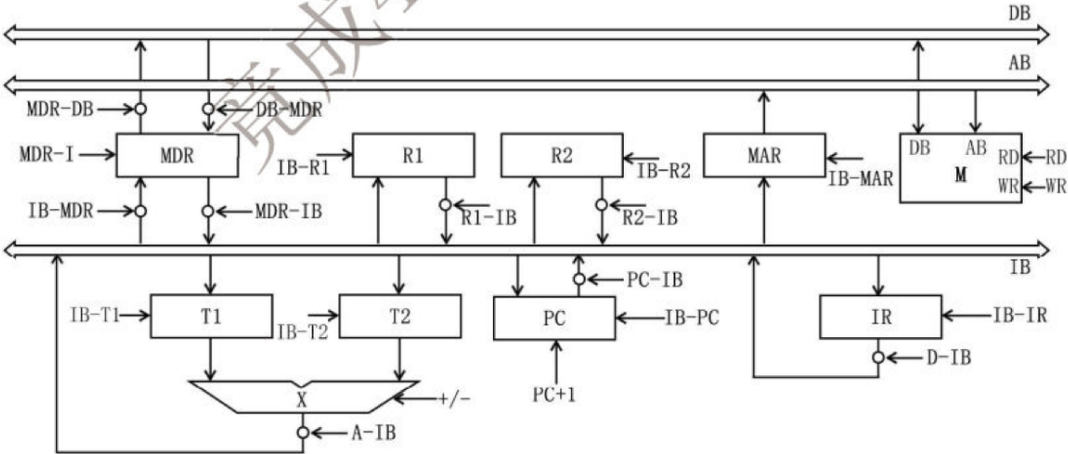 DB
AB
MDR-DB
DB-MDR
MDR-I
MDR
IB-R1
R1
R2
IB-R2
MAR
IB-MAR
DB
AB
M
RD
RD
WR
WR
IB-MDR
MDR-IB
R1-IB
R2-IB
IB
PC-IB
IB-T1
T1
IB-T2
T2
PC
IB-PC
IR
IB-IR
D-IB
X
+/-
PC+1
A-IB
竟成